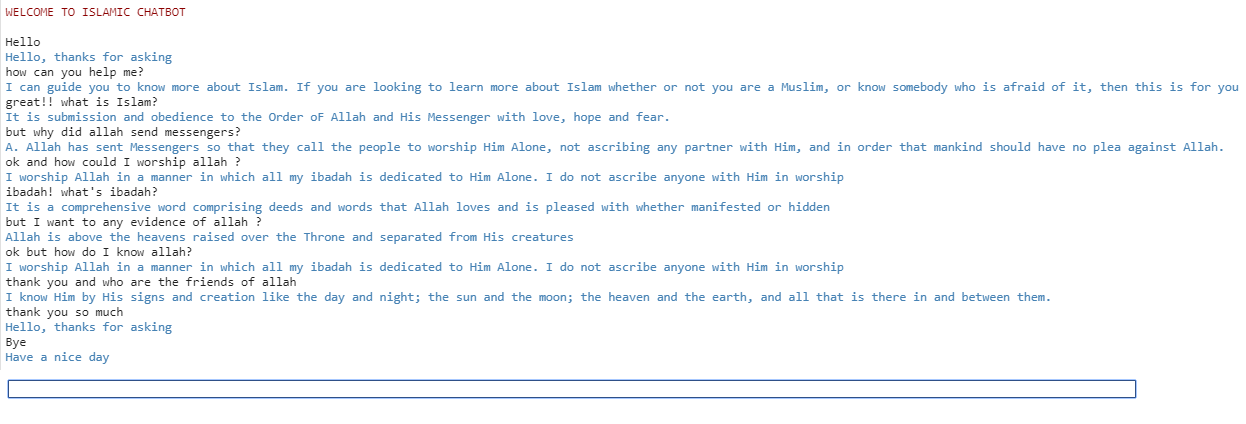 WELCOME TO ISLAMIC CHATBOT
Hello
Hello, thanks for asking
how can you help me?
I can guide you to know more about Islam. If you are looking to learn more about Islam whether or not you are a Muslim, or know somebody who is afraid of it, then this is for you
great!! what is Islam?
It is submission and obedience to the Order oF Allah and His Messenger with love, hope and fear.
but why did allah send messengers?
A. Allah has sent Messengers so that they call the people to worship Him Alone, not ascribing any partner with Him, and in order that mankind should have no plea against Allah.
ok and how could I worship allah ?
I worship Allah in a manner in which all my ibadah is dedicated to Him Alone. I do not ascribe anyone with Him in worship
ibadah! what's ibadah?
It is a comprehensive word comprising deeds and words that Allah loves and is pleased with whether manifested or hidden
but I want to any evidence of allah ?
Allah is above the heavens raised over the Throne and separated from His creatures
ok but how do I know allah?
I worship Allah in a manner in which all my ibadah is dedicated to Him Alone. I do not ascribe anyone with Him in worship
thank you and who are the friends of allah
I know Him by His signs and creation like the day and night; the sun and the moon; the heaven and the earth, and all that is there in and between them.
thank you so much
Hello, thanks for asking
Bye
Have a nice day